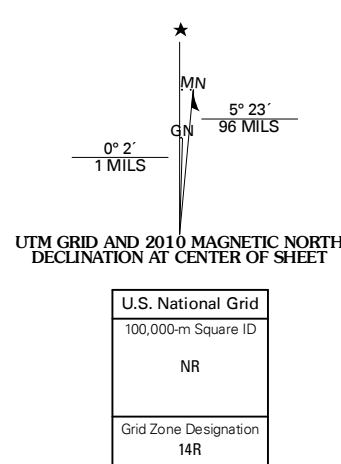 MN
5° 23´
96 MILS
GN
0° 2´
1 MILS
UTM GRID AND 2010 MAGNETIC NORTH
DECLINATION AT CENTER OF SHEET
U.S. National Grid
100,000-m Square ID
NR
Grid Zone Designation
14R